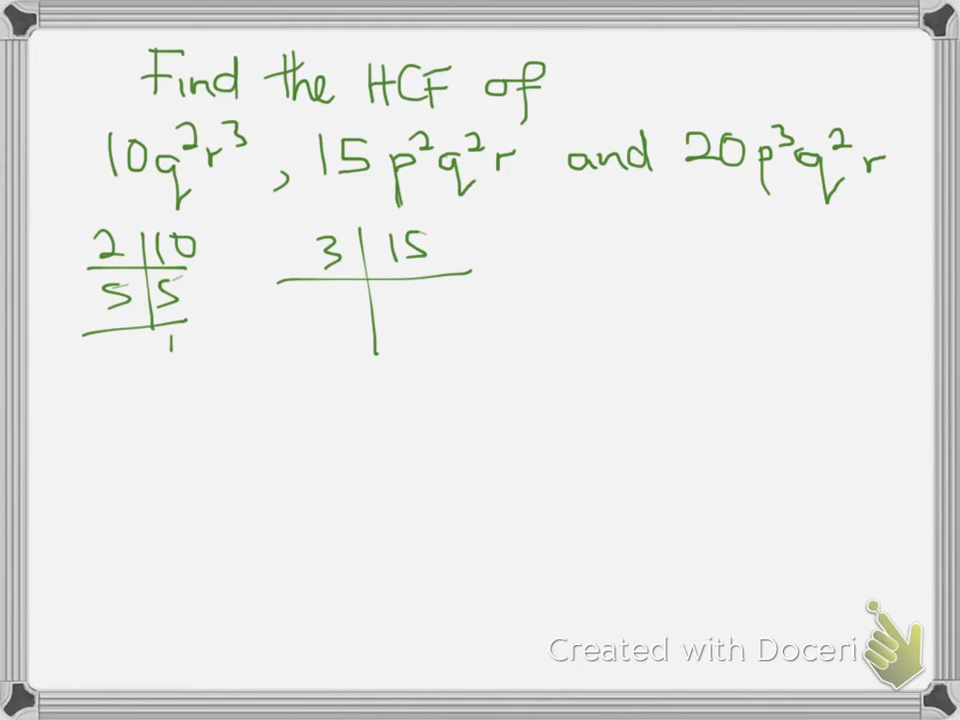 Find the HCF of
10q²r³, 15p²q²r and 20p³q²r
2 | 10 3 | 15
5 | 5
1
Created with Doceri